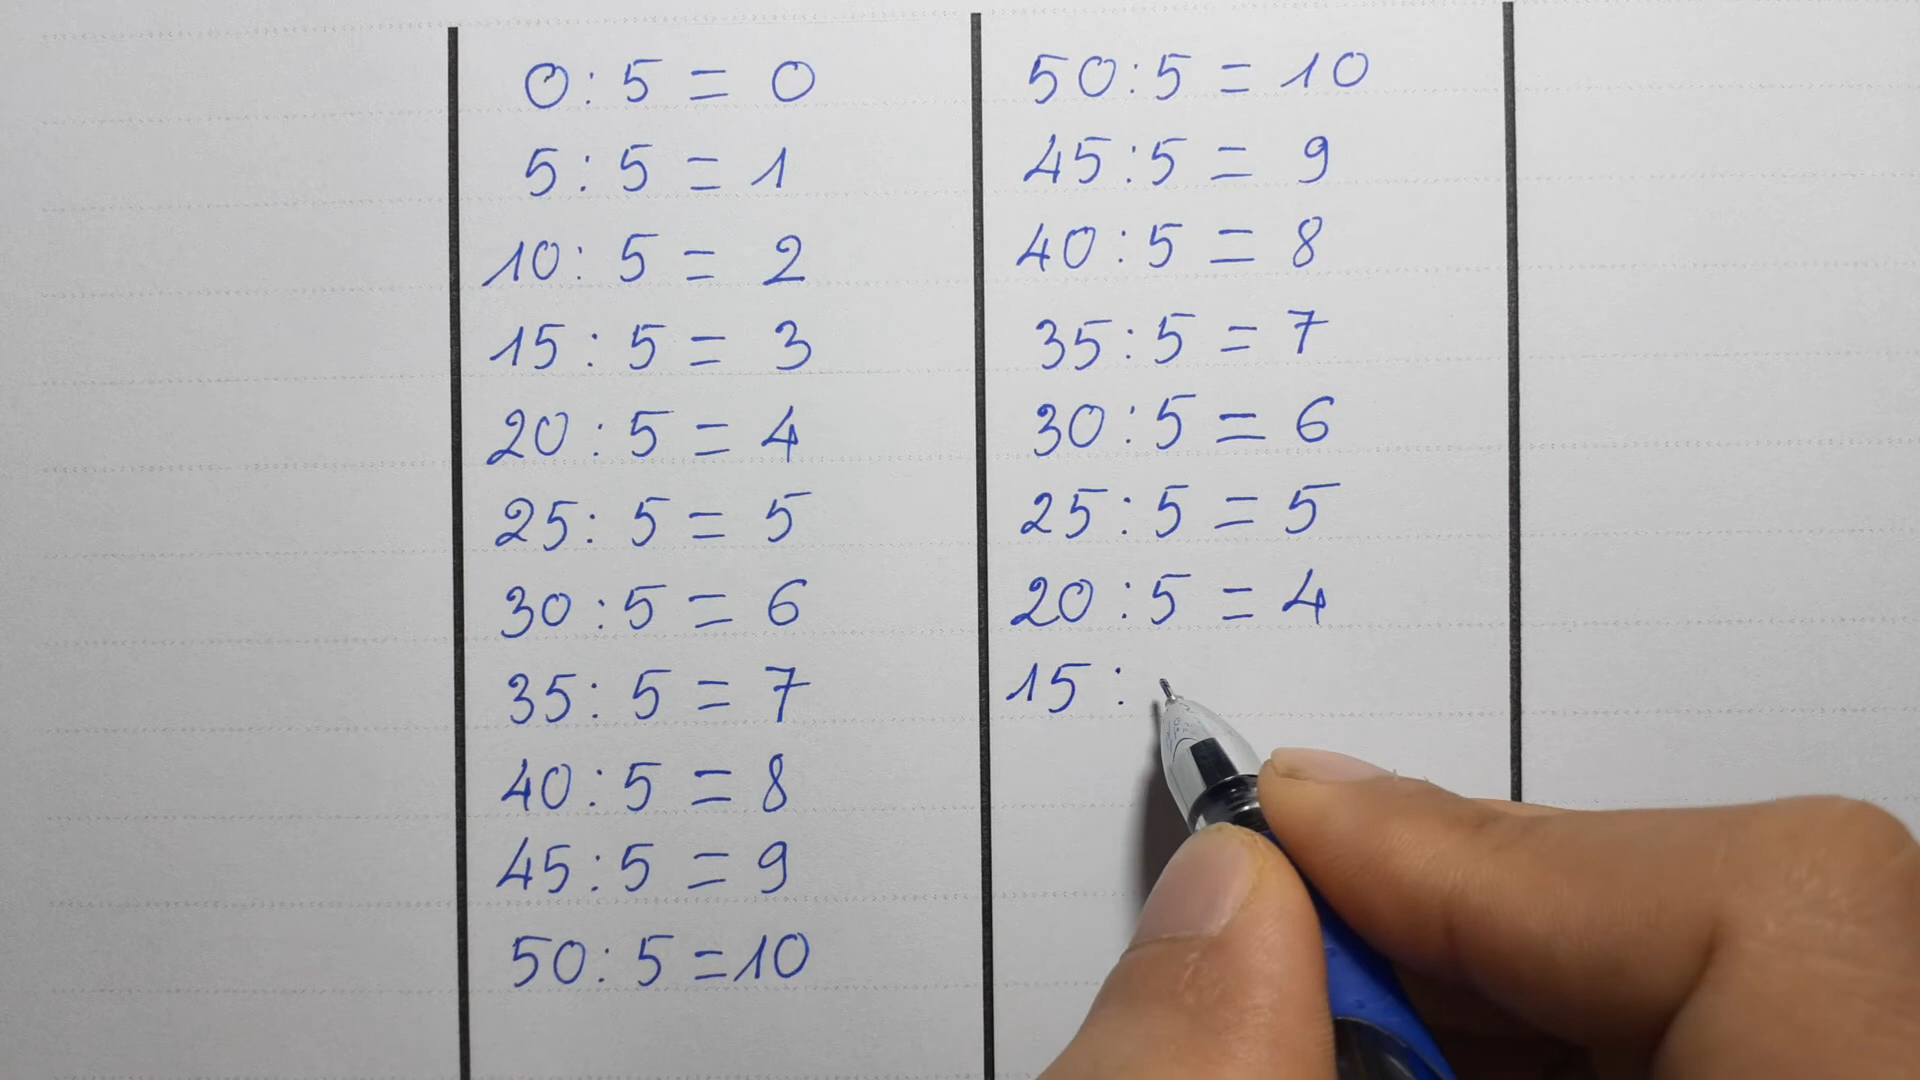 0 : 5 = 0
5 : 5 = 1
10 : 5 = 2
15 : 5 = 3
20 : 5 = 4
25 : 5 = 5
30 : 5 = 6
35 : 5 = 7
40 : 5 = 8
45 : 5 = 9
50 : 5 = 10
50 : 5 = 10
45 : 5 = 9
40 : 5 = 8
35 : 5 = 7
30 : 5 = 6
25 : 5 = 5
20 : 5 = 4
15 :